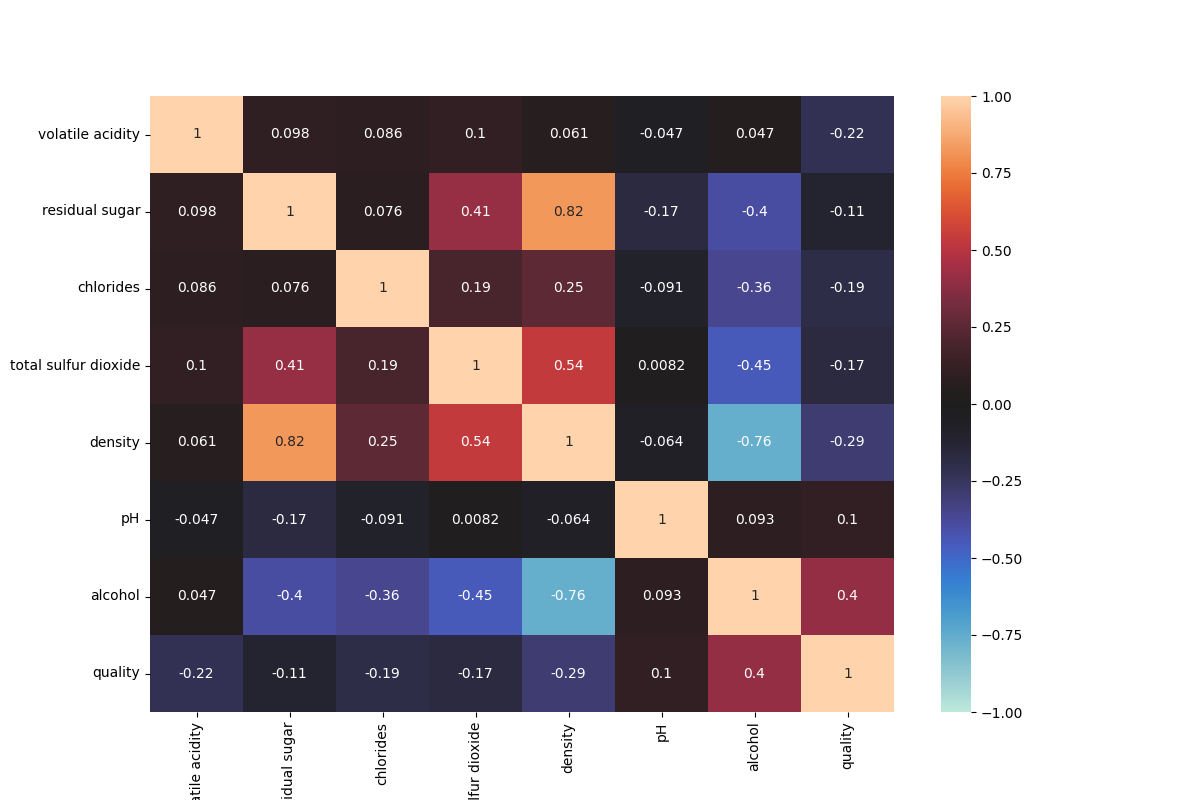 1.00
volatile acidity 1 0.098 0.086 0.1 0.061 -0.047 0.047 -0.22
0.75
residual sugar 0.098 1 0.076 0.41 0.82 -0.17 -0.4 -0.11
0.50
chlorides 0.086 0.076 1 0.19 0.25 -0.091 -0.36 -0.19
0.25
total sulfur dioxide 0.1 0.41 0.19 1 0.54 0.0082 -0.45 -0.17
0.00
density 0.061 0.82 0.25 0.54 1 -0.064 -0.76 -0.29
−0.25
pH -0.047 -0.17 -0.091 0.0082 -0.064 1 0.093 0.1
−0.50
alcohol 0.047 -0.4 -0.36 -0.45 -0.76 0.093 1 0.4
−0.75
quality -0.22 -0.11 -0.19 -0.17 -0.29 0.1 0.4 1
−1.00
atile acidity
idual sugar
chlorides
lfur dioxide
density
pH
alcohol
quality